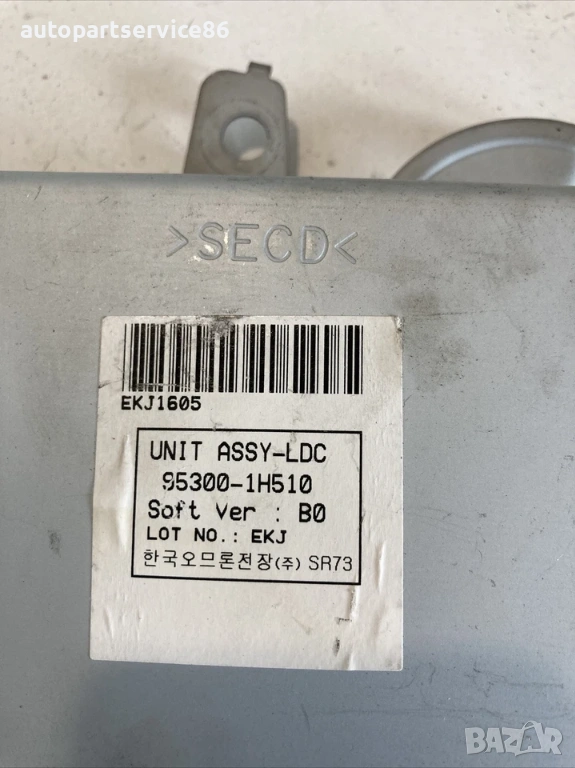 autopartservice86
>SECD<
EKJ1605
UNIT ASSY-LDC
95300-1H510
Soft Ver : B0
LOT NO.: EKJ
한국오므론전장(주) SR73
BAZAR